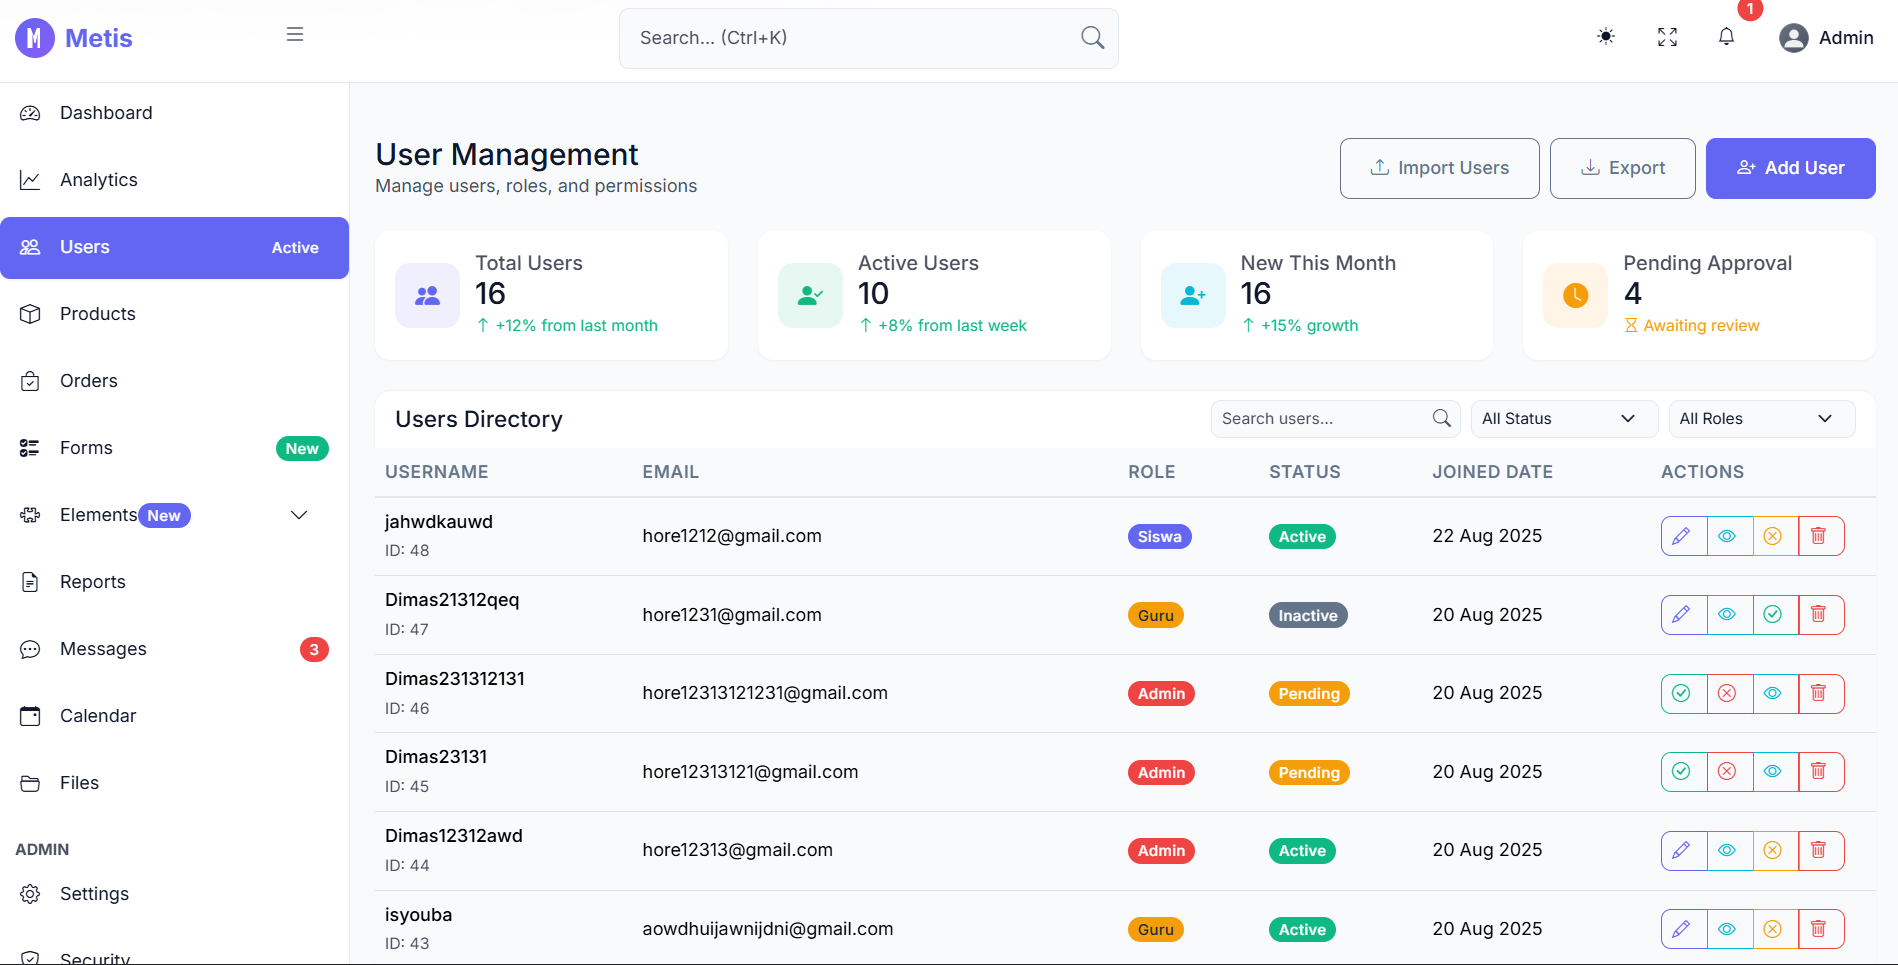 Metis
Search... (Ctrl+K)
1
Admin
Dashboard
Analytics
Users Active
Products
Orders
Forms New
Elements New
Reports
Messages 3
Calendar
Files
ADMIN
Settings
Security
User Management
Manage users, roles, and permissions
Import Users
Export
Add User
Total Users
16
+12% from last month
Active Users
10
+8% from last week
New This Month
16
+15% growth
Pending Approval
4
Awaiting review
Users Directory
Search users...
All Status
All Roles
USERNAME EMAIL ROLE STATUS JOINED DATE ACTIONS
jahwdkauwd
ID: 48
hore1212@gmail.com Siswa Active 22 Aug 2025
Dimas21312qeq
ID: 47
hore1231@gmail.com Guru Inactive 20 Aug 2025
Dimas231312131
ID: 46
hore12313121231@gmail.com Admin Pending 20 Aug 2025
Dimas23131
ID: 45
hore12313121@gmail.com Admin Pending 20 Aug 2025
Dimas12312awd
ID: 44
hore12313@gmail.com Admin Active 20 Aug 2025
isyouba
ID: 43
aowdhuijawnijdni@gmail.com Guru Active 20 Aug 2025